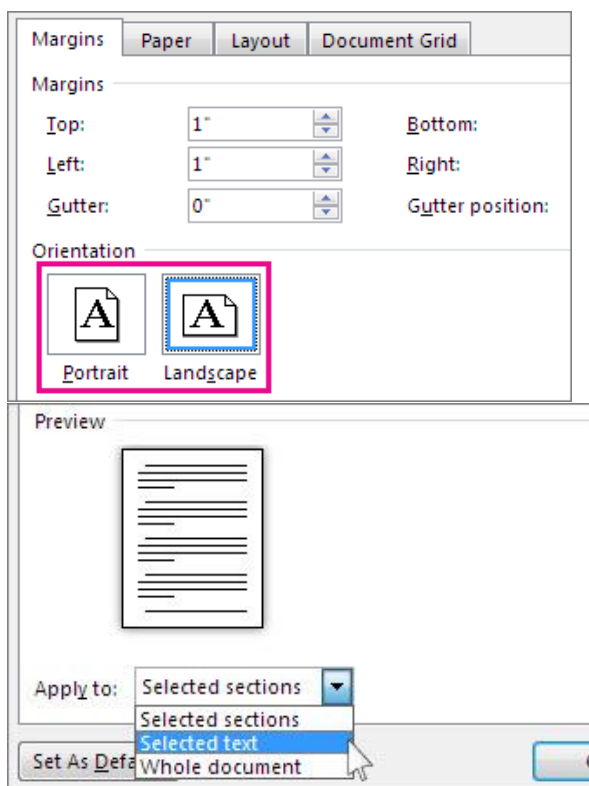 Margins Paper Layout Document Grid
Margins
Top: 1" Bottom:
Left: 1" Right:
Gutter: 0" Gutter position:
Orientation
A A
Portrait Landscape
Preview
Apply to: Selected sections
Selected sections
Selected text
Set As Defa Whole document